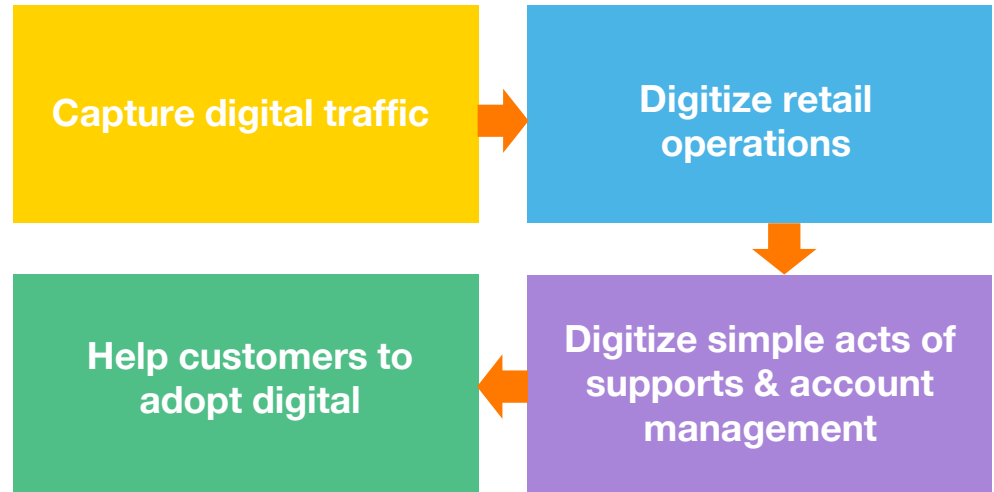 Capture digital traffic
Digitize retail
operations
Digitize simple acts of
supports & account
management
Help customers to
adopt digital